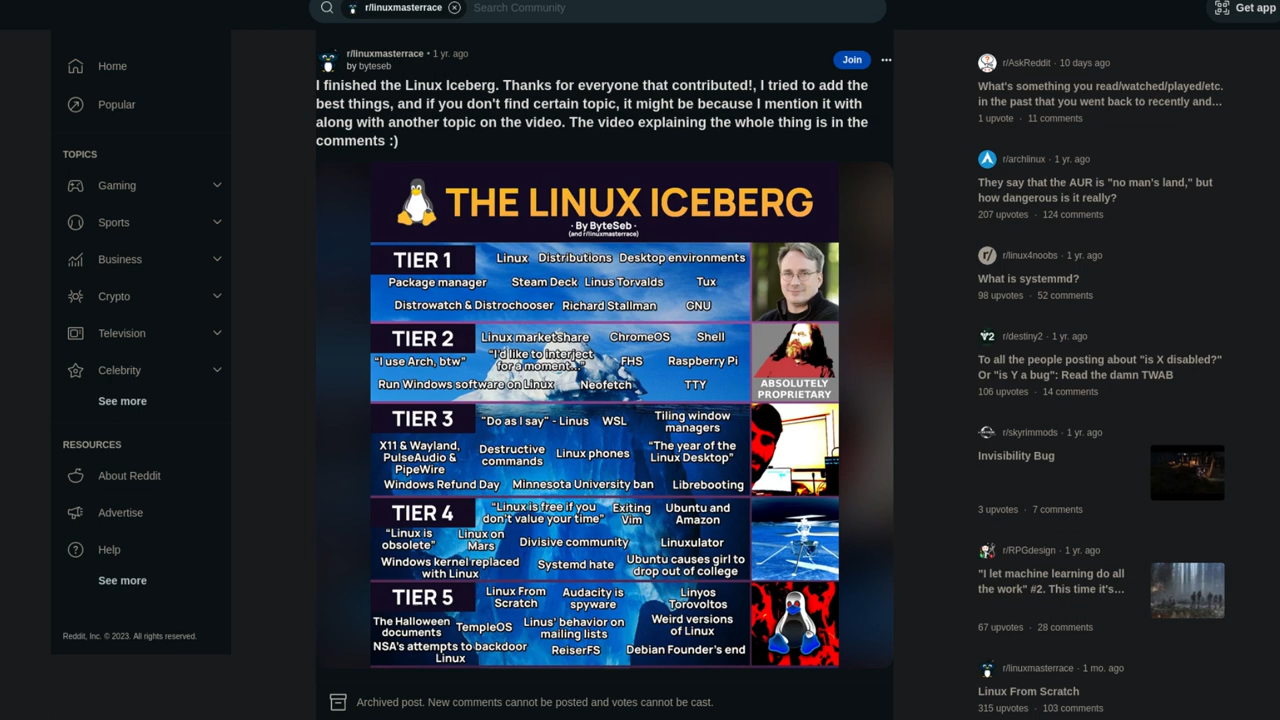 r/linuxmasterrace
Search Community
Get app
Home
Popular
TOPICS
Gaming
Sports
Business
Crypto
Television
Celebrity
See more
RESOURCES
About Reddit
Advertise
Help
See more
Reddit, Inc. © 2023. All rights reserved.
r/linuxmasterrace • 1 yr. ago
by byteseb
Join
I finished the Linux Iceberg. Thanks for everyone that contributed!, I tried to add the
best things, and if you don't find certain topic, it might be because I mention it with
along with another topic on the video. The video explaining the whole thing is in the
comments :)
THE LINUX ICEBERG
· By ByteSeb ·
(and r/linuxmasterrace)
TIER 1
Linux Distributions Desktop environments
Package manager Steam Deck Linus Torvalds Tux
Distrowatch & Distrochooser Richard Stallman GNU
TIER 2
Linux marketshare ChromeOS Shell
"I use Arch, btw" "I'd like to interject
for a moment..." FHS Raspberry Pi
Run Windows software on Linux Neofetch TTY
ABSOLUTELY
PROPRIETARY
TIER 3
"Do as I say" - Linus WSL Tiling window
managers
X11 & Wayland,
PulseAudio &
PipeWire
Destructive
commands
Linux phones
"The year of the
Linux Desktop"
Windows Refund Day Minnesota University ban Librebooting
TIER 4
"Linux is free if you
don't value your time"
Exiting
Vim
Ubuntu and
Amazon
"Linux is
obsolete"
Linux on
Mars
Divisive community Linuxulator
Windows kernel replaced
with Linux
Systemd hate
Ubuntu causes girl to
drop out of college
TIER 5
Linux From
Scratch
Audacity is
spyware
Linyos
Torovoltos
The Halloween
documents
TempleOS
Linus' behavior on
mailing lists
Weird versions
of Linux
NSA's attempts to backdoor
Linux
ReiserFS Debian Founder's end
Archived post. New comments cannot be posted and votes cannot be cast.
r/AskReddit · 10 days ago
What's something you read/watched/played/etc.
in the past that you went back to recently and…
1 upvote · 11 comments
r/archlinux · 1 yr. ago
They say that the AUR is "no man's land," but
how dangerous is it really?
207 upvotes · 124 comments
r/linux4noobs · 1 yr. ago
What is systemmd?
98 upvotes · 52 comments
r/destiny2 · 1 yr. ago
To all the people posting about "is X disabled?"
Or "is Y a bug": Read the damn TWAB
106 upvotes · 14 comments
r/skyrimmods · 1 yr. ago
Invisibility Bug
3 upvotes · 7 comments
r/RPGdesign · 1 yr. ago
"I let machine learning do all
the work" #2. This time it's…
67 upvotes · 28 comments
r/linuxmasterrace · 1 mo. ago
Linux From Scratch
315 upvotes · 103 comments